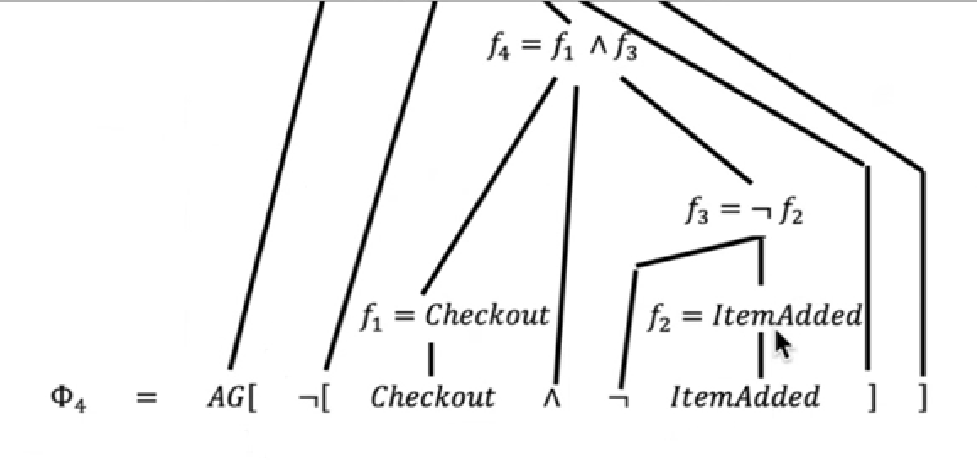 f₄ = f₁ ∧ f₃
f₃ = ¬ f₂
f₁ = Checkout f₂ = ItemAdded
Φ₄ = AG[ ¬[ Checkout ∧ ¬ ItemAdded ] ]